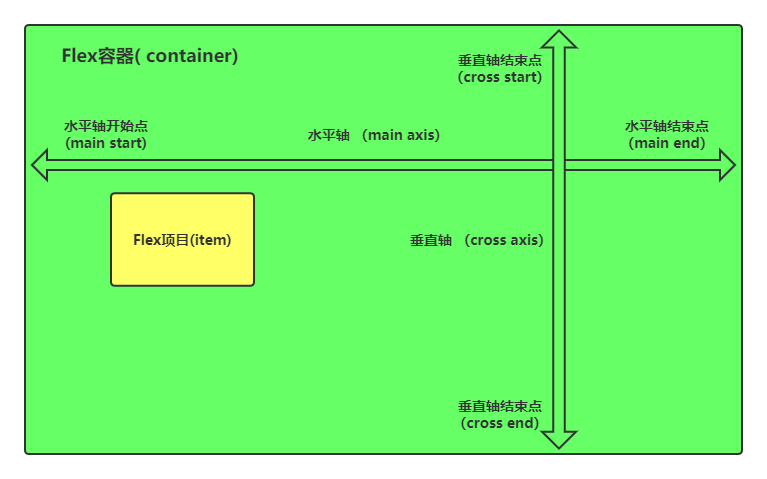 Flex容器( container)
垂直轴结束点
(cross start)
水平轴开始点
(main start)
水平轴 （main axis）
水平轴结束点
（main end）
Flex项目(item)
垂直轴 （cross axis）
垂直轴结束点
（cross end）